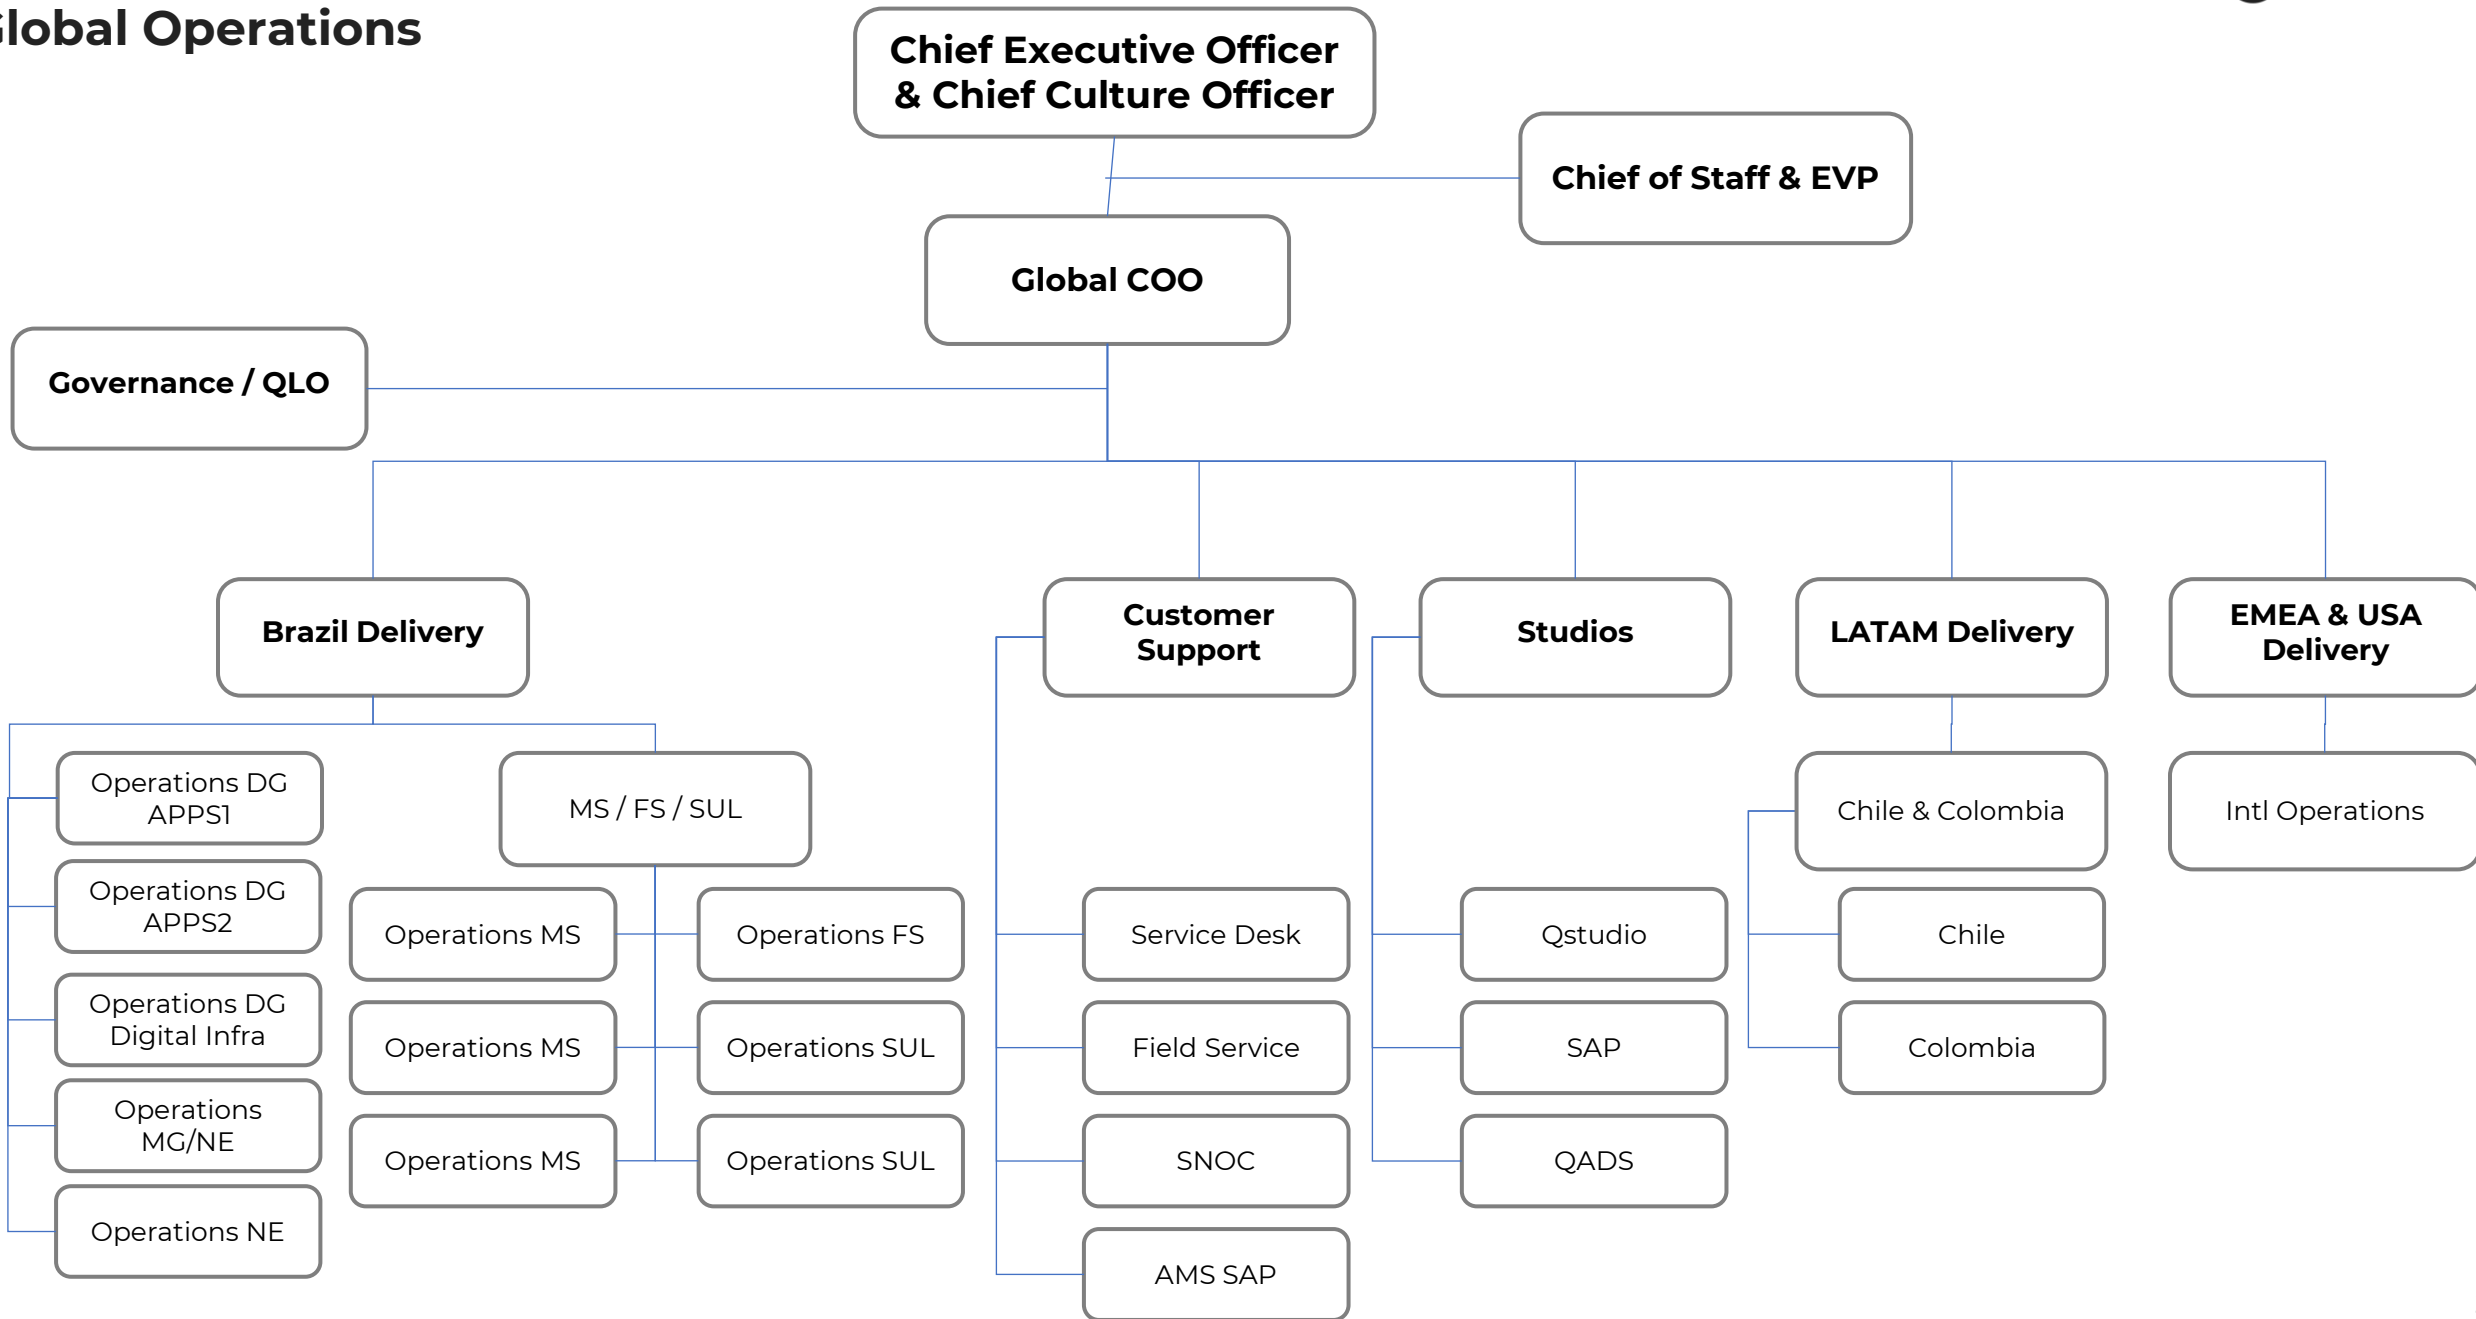 Global Operations
Chief Executive Officer
& Chief Culture Officer
Chief of Staff & EVP
Global COO
Governance / QLO
Brazil Delivery
Customer
Support
Studios
LATAM Delivery
EMEA & USA
Delivery
Operations DG
APPS1
MS / FS / SUL
Chile & Colombia
Intl Operations
Operations DG
APPS2
Operations MS
Operations FS
Service Desk
Qstudio
Chile
Operations DG
Digital Infra
Operations MS
Operations SUL
Field Service
SAP
Colombia
Operations
MG/NE
Operations MS
Operations SUL
SNOC
QADS
Operations NE
AMS SAP